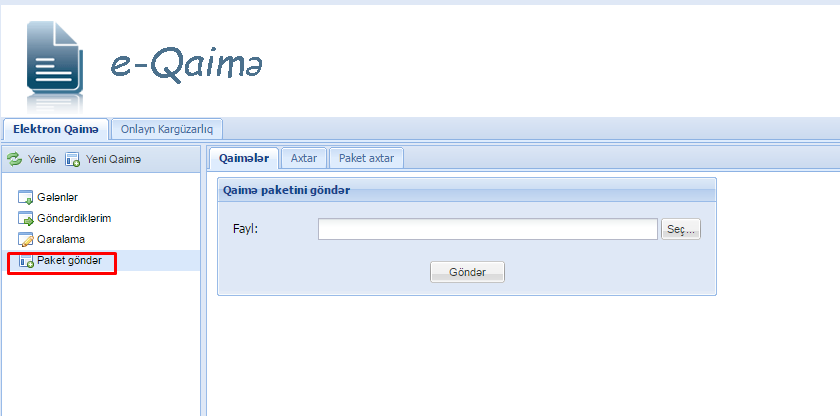 e-Qaimə
Elektron Qaimə Onlayn Kargüzarlıq
Yenilə Yeni Qaimə
Gələnlər
Göndərdiklərim
Qaralama
Paket göndər
Qaimələr Axtar Paket axtar
Qaimə paketini göndər
Fayl: Seç...
Göndər